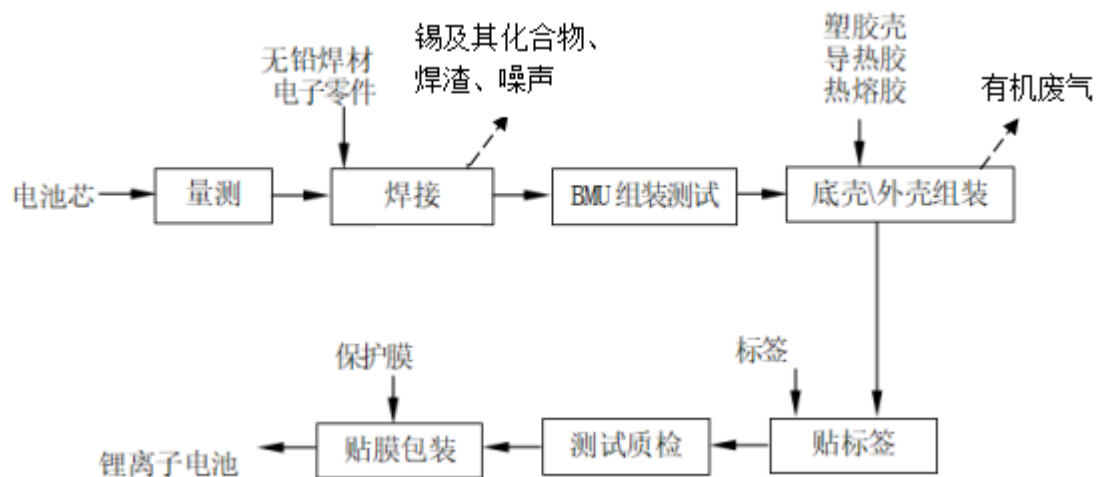 锡及其化合物、
焊渣、噪声
无铅焊材
电子零件
塑胶壳
导热胶
热熔胶
有机废气
电池芯
量测
焊接
BMU组装测试
底壳\外壳组装
保护膜
标签
锂离子电池
贴膜包装
测试质检
贴标签